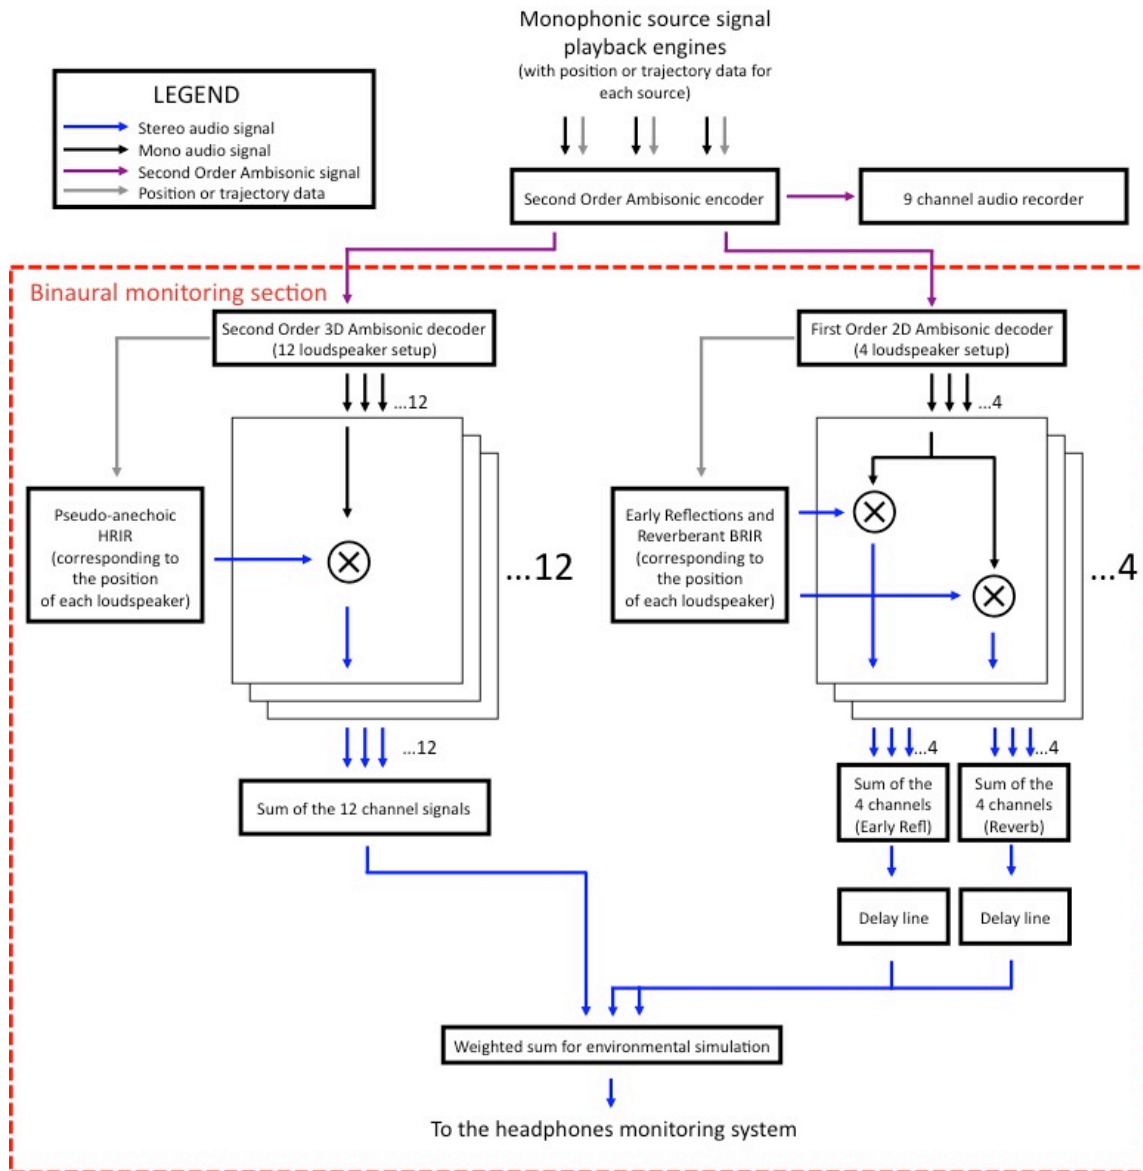 Monophonic source signal
playback engines
(with position or trajectory data for
each source)
LEGEND
Stereo audio signal
Mono audio signal
Second Order Ambisonic signal
Position or trajectory data
Second Order Ambisonic encoder
9 channel audio recorder
Binaural monitoring section
Second Order 3D Ambisonic decoder
(12 loudspeaker setup)
First Order 2D Ambisonic decoder
(4 loudspeaker setup)
...12
...4
Pseudo-anechoic
HRIR
(corresponding to
the position
of each loudspeaker)
...12
Early Reflections and
Reverberant BRIR
(corresponding to
the position
of each loudspeaker)
...4
...12
...4
...4
Sum of the 12 channel signals
Sum of the
4 channels
(Early Refl)
Sum of the
4 channels
(Reverb)
Delay line
Delay line
Weighted sum for environmental simulation
To the headphones monitoring system